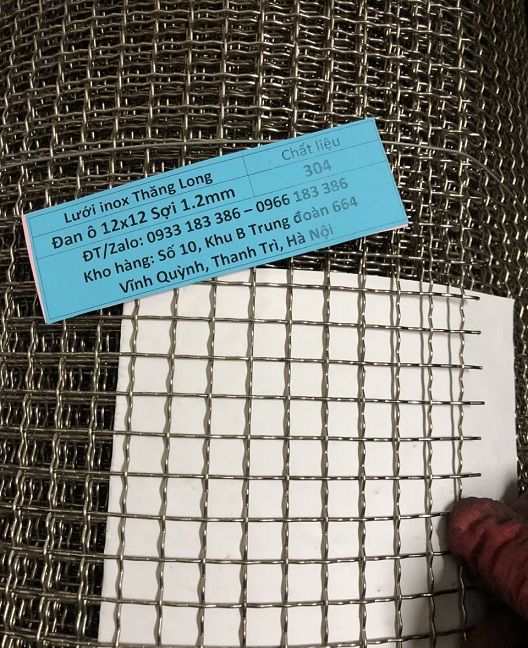 Lưới inox Thăng Long
Chất liệu
Đan ô 12x12 Sợi 1.2mm
304
ĐT/Zalo: 0933 183 386 – 0966 183 386
Kho hàng: Số 10, Khu B Trung đoàn 664
Vĩnh Quỳnh, Thanh Trì, Hà Nội